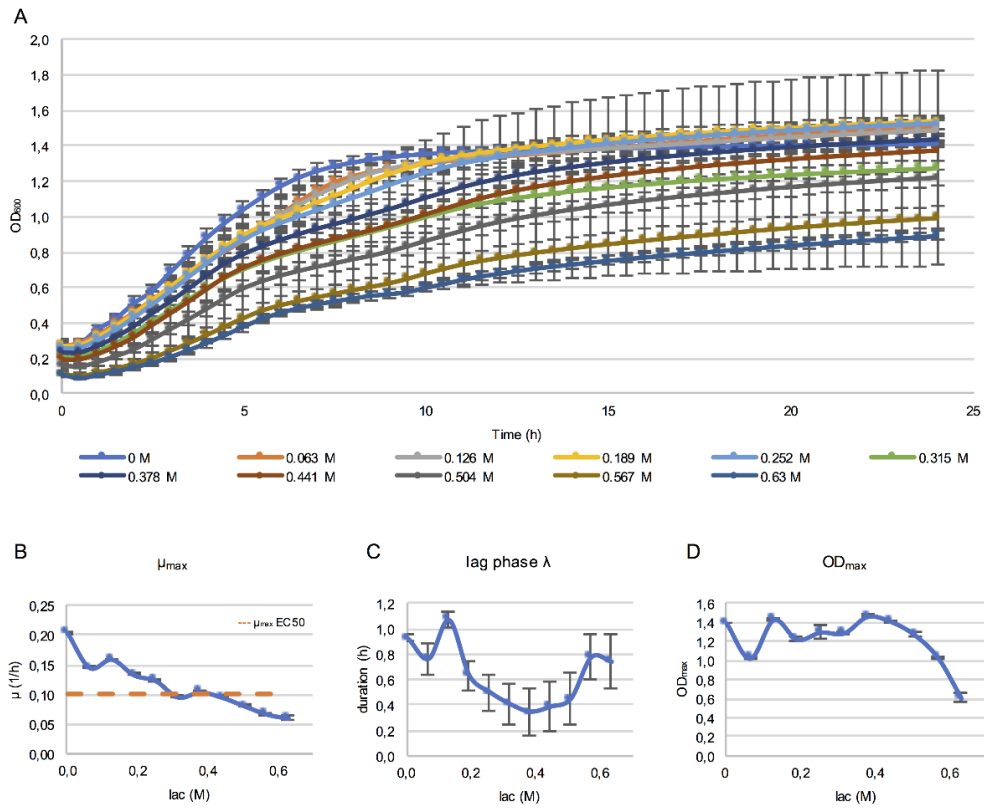 A
2,0
1,8
1,6
1,4
1,2
1,0
0,8
0,6
0,4
0,2
0,0
OD600
0 5 10 15 20 25
Time (h)
0 M 0.063 M 0.126 M 0.189 M 0.252 M 0.315 M
0.378 M 0.441 M 0.504 M 0.567 M 0.63 M
B
μmax
0,25
0,20
0,15
0,10
0,05
0,00
μ (1/h)
μmax EC50
0,0 0,2 0,4 0,6
lac (M)
C
lag phase λ
1,2
1,0
0,8
0,6
0,4
0,2
0,0
duration (h)
0,0 0,2 0,4 0,6
lac (M)
D
ODmax
1,6
1,4
1,2
1,0
0,8
0,6
0,4
0,2
0,0
ODmax
0,0 0,2 0,4 0,6
lac (M)